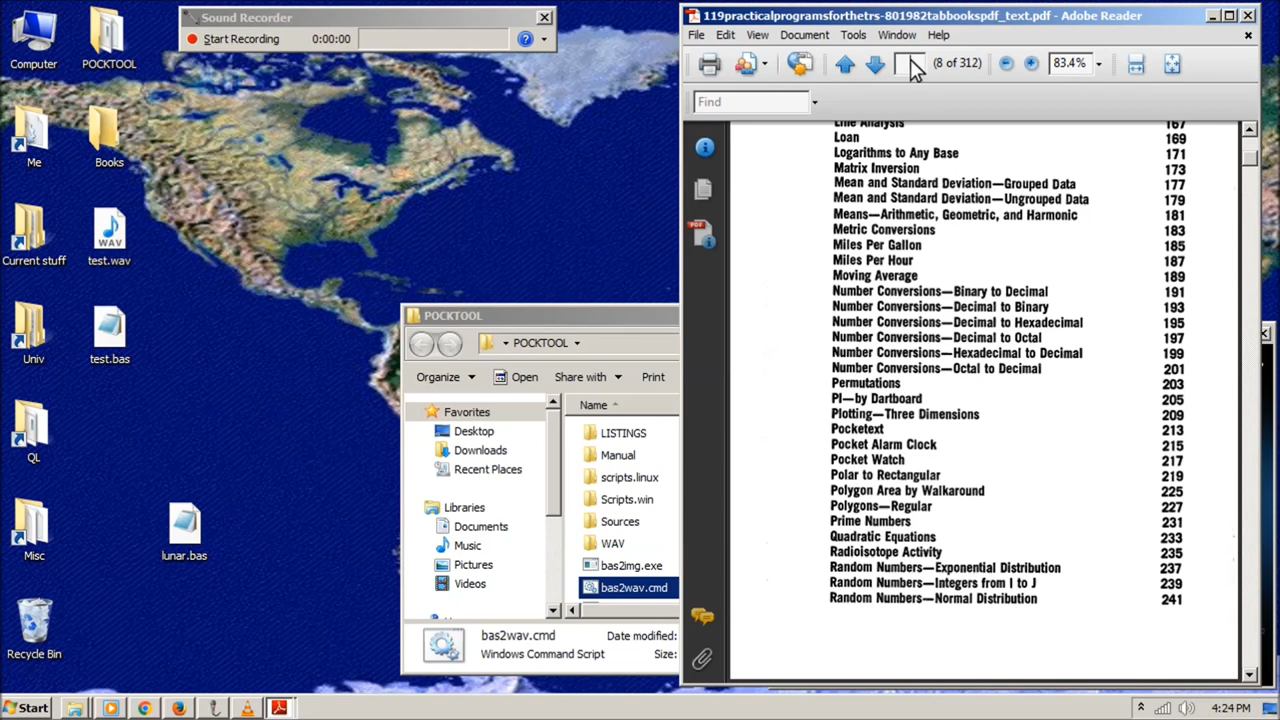 Sound Recorder
Start Recording
0:00:00
119practicalprogramsforthetrs-801982tabbookspdf_text.pdf - Adobe Reader
File Edit View Document Tools Window Help
(8 of 312)
83.4%
Find
Line Analysis 167
Loan 169
Logarithms to Any Base 171
Matrix Inversion 173
Mean and Standard Deviation—Grouped Data 177
Mean and Standard Deviation—Ungrouped Data 179
Means—Arithmetic, Geometric, and Harmonic 181
Metric Conversions 183
Miles Per Gallon 185
Miles Per Hour 187
Moving Average 189
Number Conversions—Binary to Decimal 191
Number Conversions—Decimal to Binary 193
Number Conversions—Decimal to Hexadecimal 195
Number Conversions—Decimal to Octal 197
Number Conversions—Hexadecimal to Decimal 199
Number Conversions—Octal to Decimal 201
Permutations 203
PI—by Dartboard 205
Plotting—Three Dimensions 209
Pocketext 213
Pocket Alarm Clock 215
Pocket Watch 217
Polar to Rectangular 219
Polygon Area by Walkaround 225
Polygons—Regular 227
Prime Numbers 231
Quadratic Equations 233
Radioisotope Activity 235
Random Numbers—Exponential Distribution 237
Random Numbers—Integers from I to J 239
Random Numbers—Normal Distribution 241
Computer
POCKTOOL
Me
Books
Current stuff
test.wav
WAV
Univ
test.bas
QL
Misc
lunar.bas
Recycle Bin
POCKTOOL
POCKTOOL
Organize
Open
Share with
Print
Name
Favorites
Desktop
Downloads
Recent Places
Libraries
Documents
Music
Pictures
Videos
LISTINGS
Manual
scripts.linux
Scripts.win
Sources
WAV
bas2img.exe
bas2wav.cmd
bas2wav.cmd
Date modified:
Windows Command Script
Size:
Start
4:24 PM